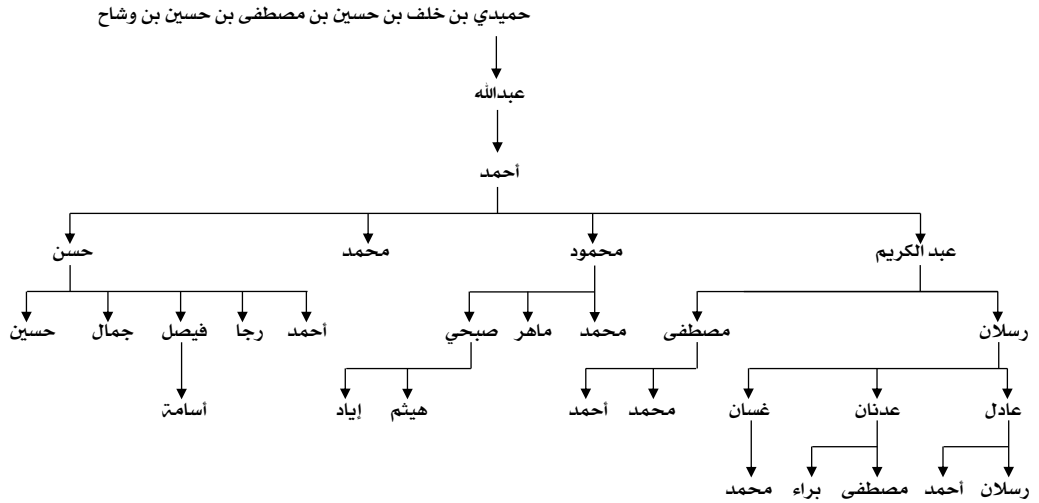 حميدي بن خلف بن حسين بن مصطفى بن حسين بن وشاح
عبدالله
أحمد
عبد الكريم محمود محمد حسن
رسلان مصطفى محمد ماهر صبحي أحمد رجا فيصل جمال حسين
عادل عدنان غسان محمد أحمد هيثم إياد أسامة
رسلان أحمد مصطفى براء محمد